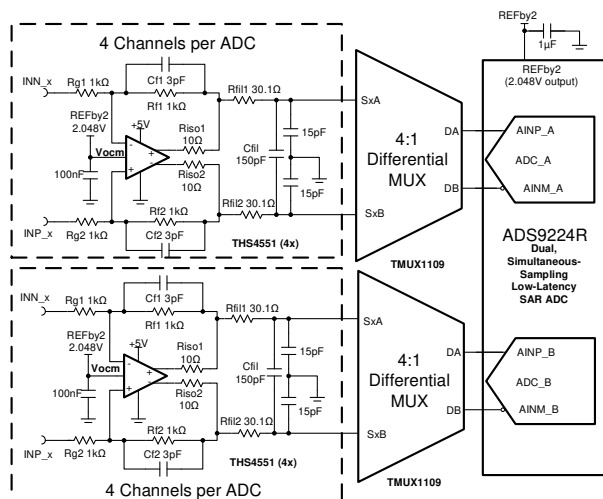 4 Channels per ADC
INN_x
Rg1 1kΩ
Cf1 3pF
Rf1 1kΩ
REFby2
2.048V
+5V
Vocm
100nF
Riso1
10Ω
Riso2
10Ω
Rfil1 30.1Ω
Cfil
150pF
15pF
15pF
Rfil2 30.1Ω
Rf2 1kΩ
Cf2 3pF
INP_x
Rg2 1kΩ
THS4551 (4x)
SxA
SxB
4:1
Differential
MUX
DA
DB
TMUX1109
REFby2
1µF
REFby2
(2.048V output)
AINP_A
ADC_A
AINM_A
ADS9224R
Dual,
Simultaneous-
Sampling
Low-Latency
SAR ADC
INN_x
Rg1 1kΩ
Cf1 3pF
Rf1 1kΩ
REFby2
2.048V
+5V
Vocm
100nF
Riso1
10Ω
Riso2
10Ω
Rfil1 30.1Ω
Cfil
150pF
15pF
15pF
Rfil2 30.1Ω
Rf2 1kΩ
Cf2 3pF
INP_x
Rg2 1kΩ
THS4551 (4x)
4 Channels per ADC
SxA
SxB
4:1
Differential
MUX
DA
DB
TMUX1109
AINP_B
ADC_B
AINM_B